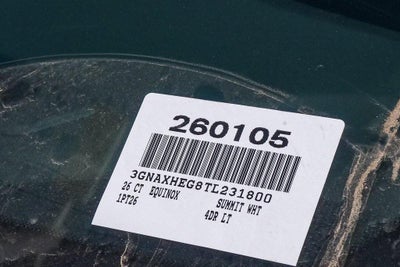 260105
3GNAXHEG8TL231800
26 CT EQUINOX SUMMIT WHT
1PT26 4DR LT